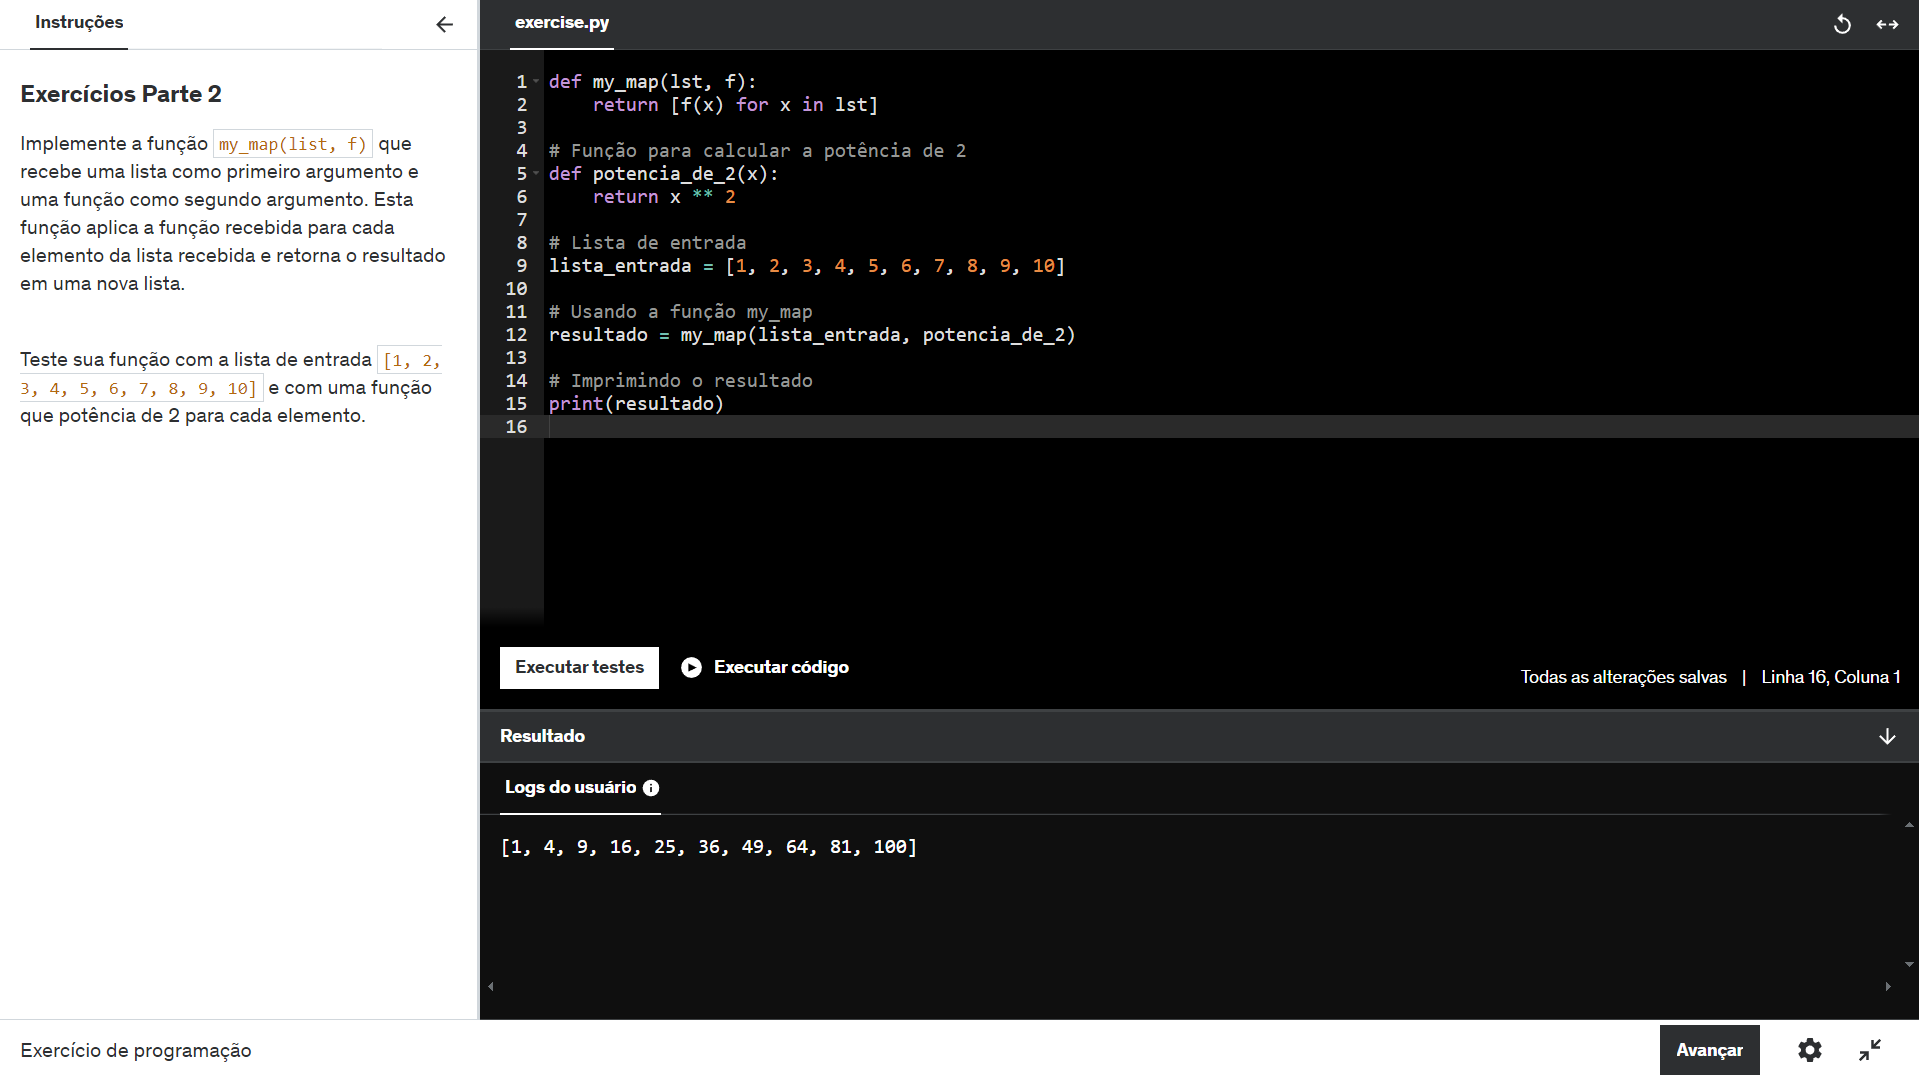 Instruções
Exercícios Parte 2
Implemente a função my_map(list, f) que
recebe uma lista como primeiro argumento e
uma função como segundo argumento. Esta
função aplica a função recebida para cada
elemento da lista recebida e retorna o resultado
em uma nova lista.
Teste sua função com a lista de entrada [1, 2,
3, 4, 5, 6, 7, 8, 9, 10] e com uma função
que potência de 2 para cada elemento.
exercise.py
1 def my_map(lst, f):
2     return [f(x) for x in lst]
3
4 # Função para calcular a potência de 2
5 def potencia_de_2(x):
6     return x ** 2
7
8 # Lista de entrada
9 lista_entrada = [1, 2, 3, 4, 5, 6, 7, 8, 9, 10]
10
11 # Usando a função my_map
12 resultado = my_map(lista_entrada, potencia_de_2)
13
14 # Imprimindo o resultado
15 print(resultado)
16
Executar testes Executar código
Todas as alterações salvas | Linha 16, Coluna 1
Resultado
Logs do usuário
[1, 4, 9, 16, 25, 36, 49, 64, 81, 100]
Exercício de programação
Avançar